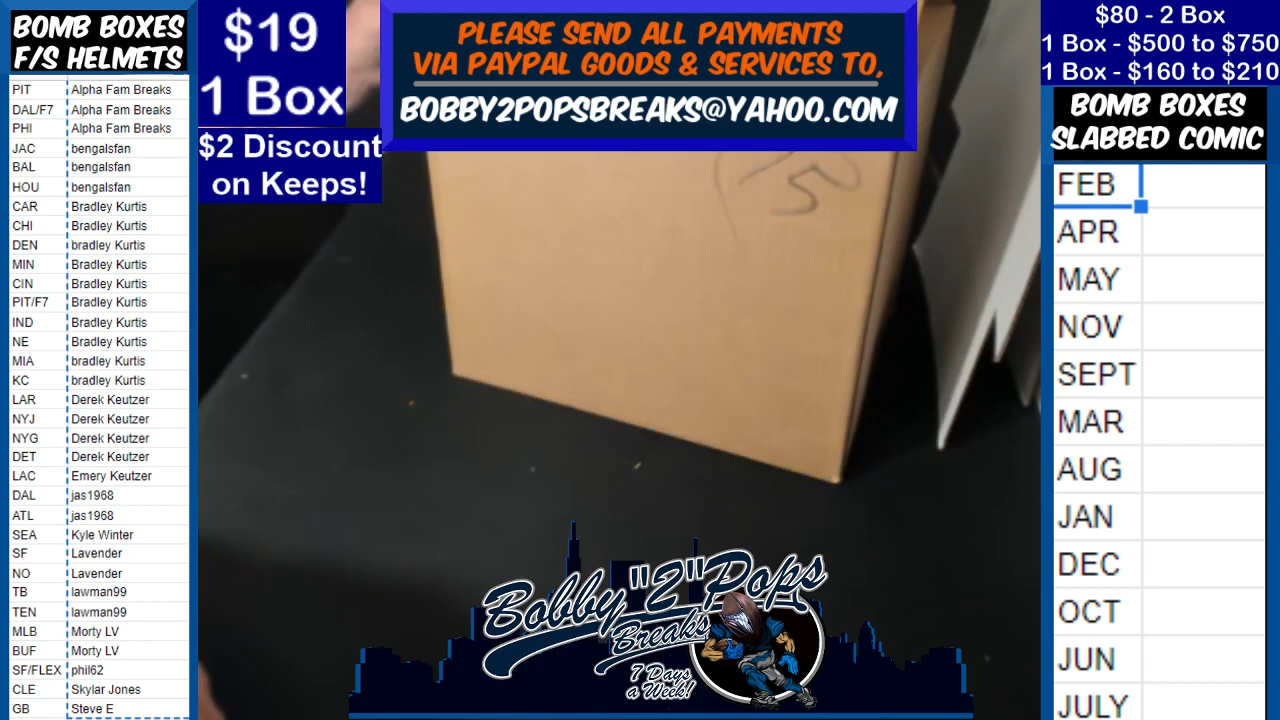 BOMB BOXES
F/S HELMETS
PIT Alpha Fam Breaks
DAL/F7 Alpha Fam Breaks
PHI Alpha Fam Breaks
JAC bengalsfan
BAL bengalsfan
HOU bengalsfan
CAR Bradley Kurtis
CHI Bradley Kurtis
DEN bradley Kurtis
MIN Bradley Kurtis
CIN Bradley Kurtis
PIT/F7 Bradley Kurtis
IND Bradley Kurtis
NE Bradley Kurtis
MIA bradley Kurtis
KC bradley Kurtis
LAR Derek Keutzer
NYJ Derek Keutzer
NYG Derek Keutzer
DET Derek Keutzer
LAC Emery Keutzer
DAL jas1968
ATL jas1968
SEA Kyle Winter
SF Lavender
NO Lavender
TB lawman99
TEN lawman99
MLB Morty LV
BUF Morty LV
SF/FLEX phil62
CLE Skylar Jones
GB Steve E
$19
1 Box
$2 Discount
on Keeps!
PLEASE SEND ALL PAYMENTS
VIA PAYPAL GOODS & SERVICES TO,
BOBBY2POPSBREAKS@YAHOO.COM
Bobby "2" Pops
Breaks
7 Days
a Week!
$80 - 2 Box
1 Box - $500 to $750
1 Box - $160 to $210
BOMB BOXES
SLABBED COMIC
FEB
APR
MAY
NOV
SEPT
MAR
AUG
JAN
DEC
OCT
JUN
JULY